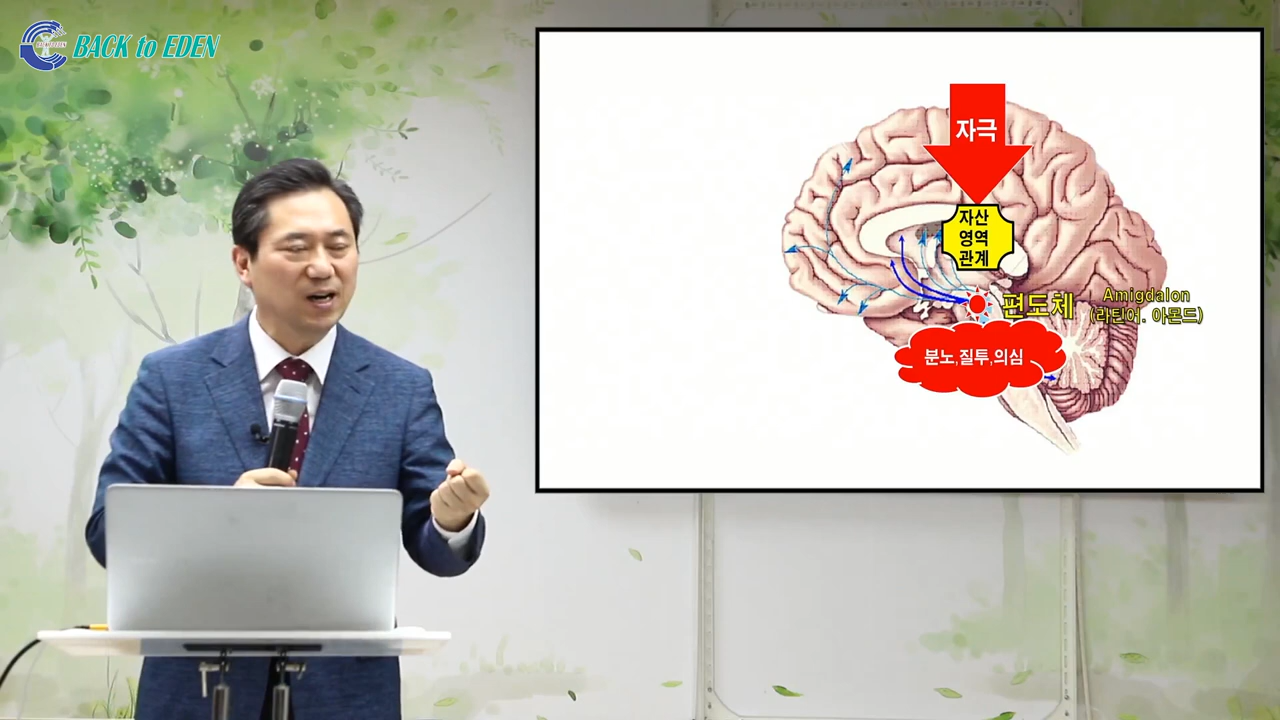 BACK to EDEN
자극
자산
영역
관계
편도체
Amigdalon
(라틴어. 아몬드)
분노,질투,의심